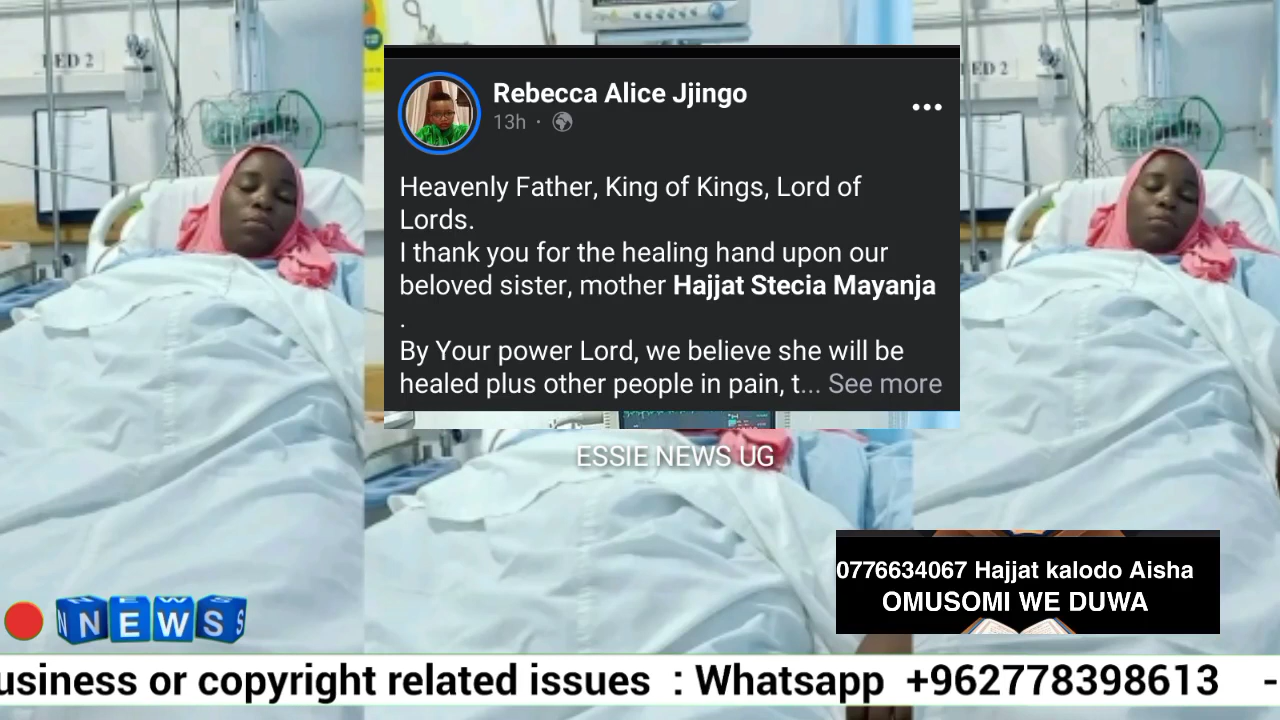 BED 2
ED 2
Rebecca Alice Jjingo
13h ·
Heavenly Father, King of Kings, Lord of
Lords.
I thank you for the healing hand upon our
beloved sister, mother Hajjat Stecia Mayanja
.
By Your power Lord, we believe she will be
healed plus other people in pain, t... See more
ESSIE NEWS UG
0776634067 Hajjat kalodo Aisha
OMUSOMI WE DUWA
NEWS
usiness or copyright related issues : Whatsapp +962778398613 -